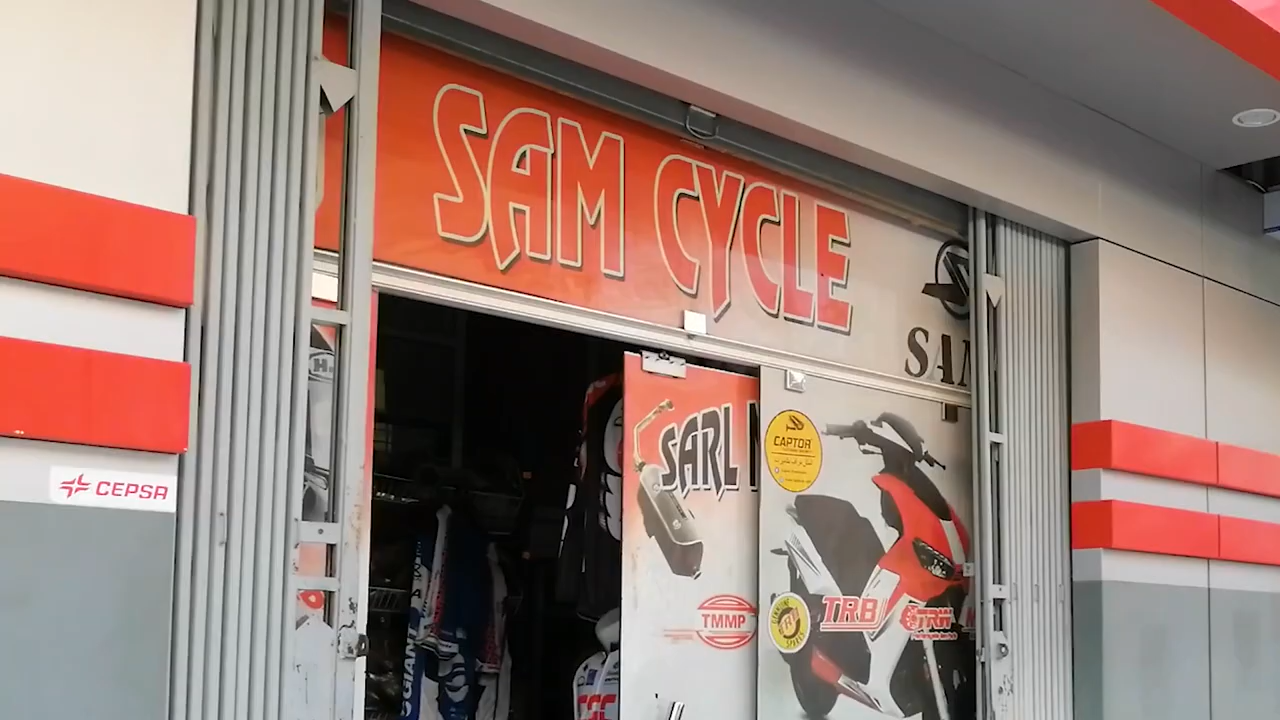 SAM CYCLE
SAM
SARL
CAPTOR
CEPSA
TMMP
TRB
TRW